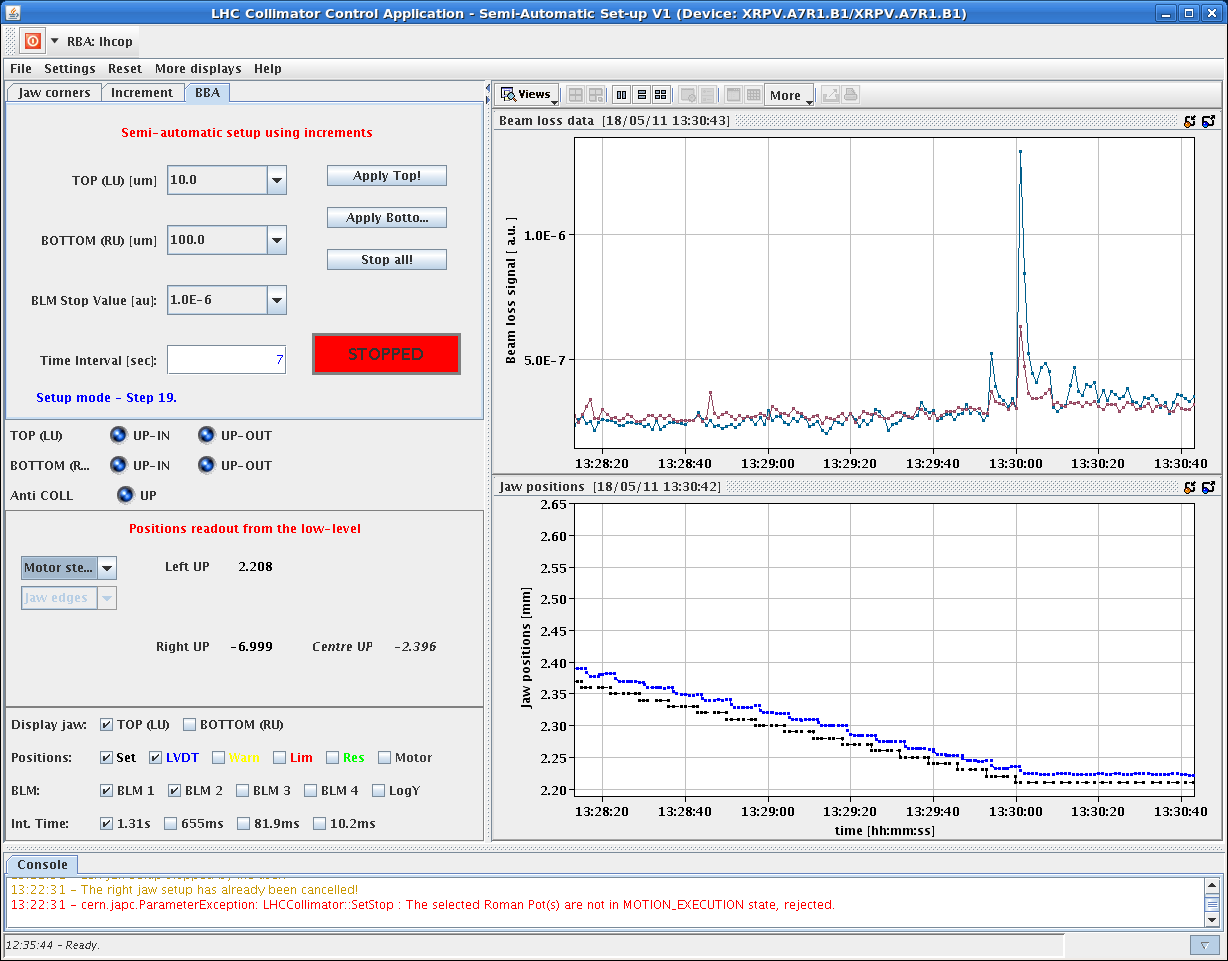 LHC Collimator Control Application - Semi-Automatic Set-up V1 (Device: XRPV.A7R1.B1/XRPV.A7R1.B1)
RBA: lhcop
File Settings Reset More displays Help
Jaw corners Increment BBA
Semi-automatic setup using increments
TOP (LU) [um] 10.0 Apply Top!
Apply Botto...
BOTTOM (RU) [um] 100.0
Stop all!
BLM Stop Value [au]: 1.0E-6
Time Interval [sec]: 7 STOPPED
Setup mode - Step 19.
TOP (LU) UP-IN UP-OUT
BOTTOM (R... UP-IN UP-OUT
Anti COLL UP
Positions readout from the low-level
Motor ste... Left UP 2.208
Jaw edges
Right UP -6.999 Centre UP -2.396
Display jaw: TOP (LU) BOTTOM (RU)
Positions: Set LVDT Warn Lim Res Motor
BLM: BLM 1 BLM 2 BLM 3 BLM 4 LogY
Int. Time: 1.31s 655ms 81.9ms 10.2ms
Views More
Beam loss data [18/05/11 13:30:43]
Beam loss signal [ a.u. ]
1.0E-6
5.0E-7
13:28:20 13:28:40 13:29:00 13:29:20 13:29:40 13:30:00 13:30:20 13:30:40
Jaw positions [18/05/11 13:30:42]
Jaw positions [mm]
2.65
2.60
2.55
2.50
2.45
2.40
2.35
2.30
2.25
2.20
13:28:20 13:28:40 13:29:00 13:29:20 13:29:40 13:30:00 13:30:20 13:30:40
time [hh:mm:ss]
Console
13:22:31 - The right jaw setup has already been cancelled!
13:22:31 - cern.japc.ParameterException: LHCCollimator::SetStop : The selected Roman Pot(s) are not in MOTION_EXECUTION state, rejected.
12:35:44 - Ready.